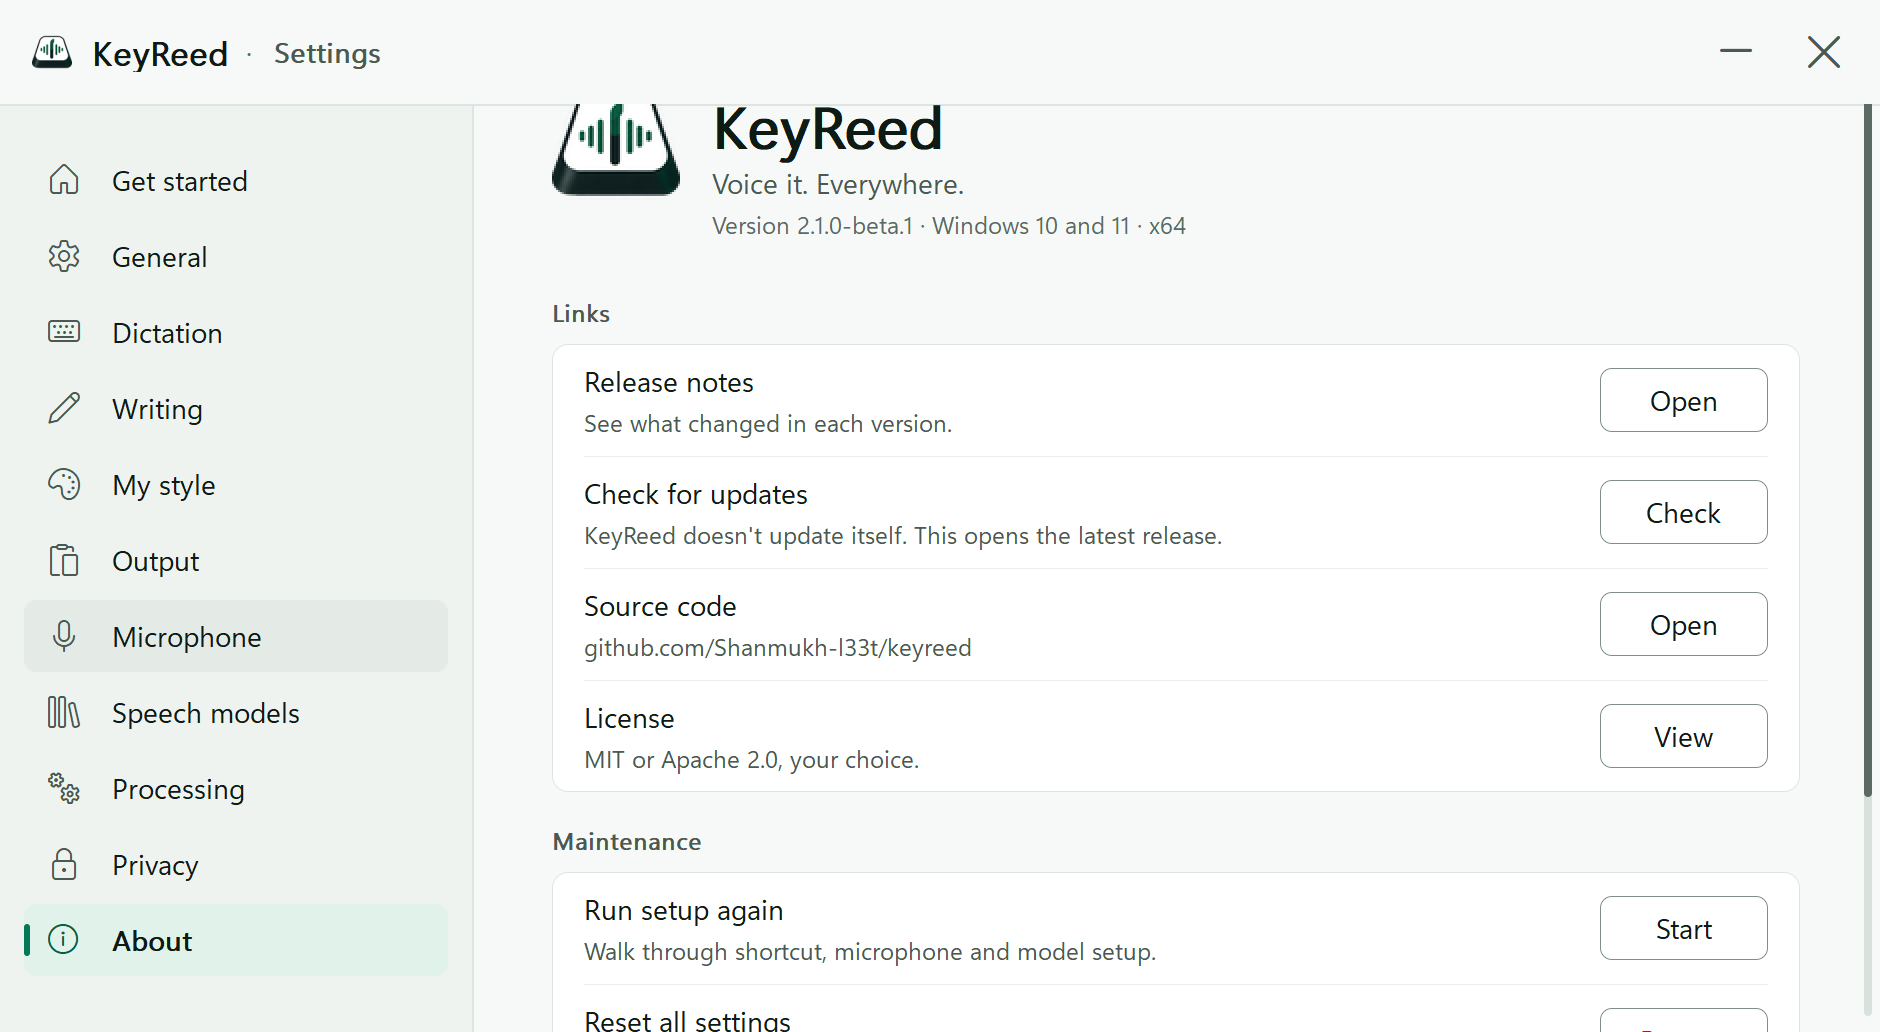 KeyReed · Settings
Get started
General
Dictation
Writing
My style
Output
Microphone
Speech models
Processing
Privacy
About
KeyReed
Voice it. Everywhere.
Version 2.1.0-beta.1 · Windows 10 and 11 · x64
Links
Release notes
See what changed in each version.
Open
Check for updates
KeyReed doesn't update itself. This opens the latest release.
Check
Source code
github.com/Shanmukh-l33t/keyreed
Open
License
MIT or Apache 2.0, your choice.
View
Maintenance
Run setup again
Walk through shortcut, microphone and model setup.
Start
Reset all settings